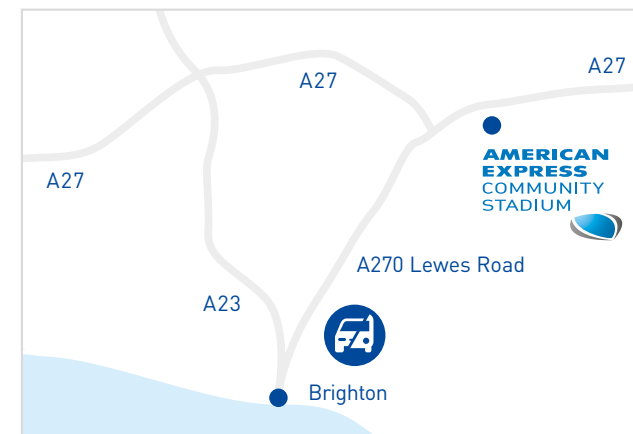 A27
A27
A27
AMERICAN
EXPRESS
COMMUNITY
STADIUM
A270 Lewes Road
A23
Brighton